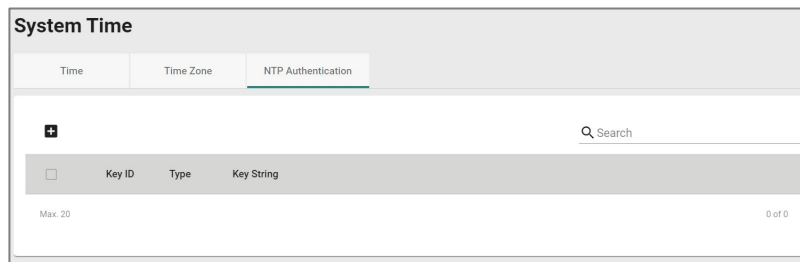 System Time
Time Time Zone NTP Authentication
Search
Key ID Type Key String
Max. 20 0 of 0